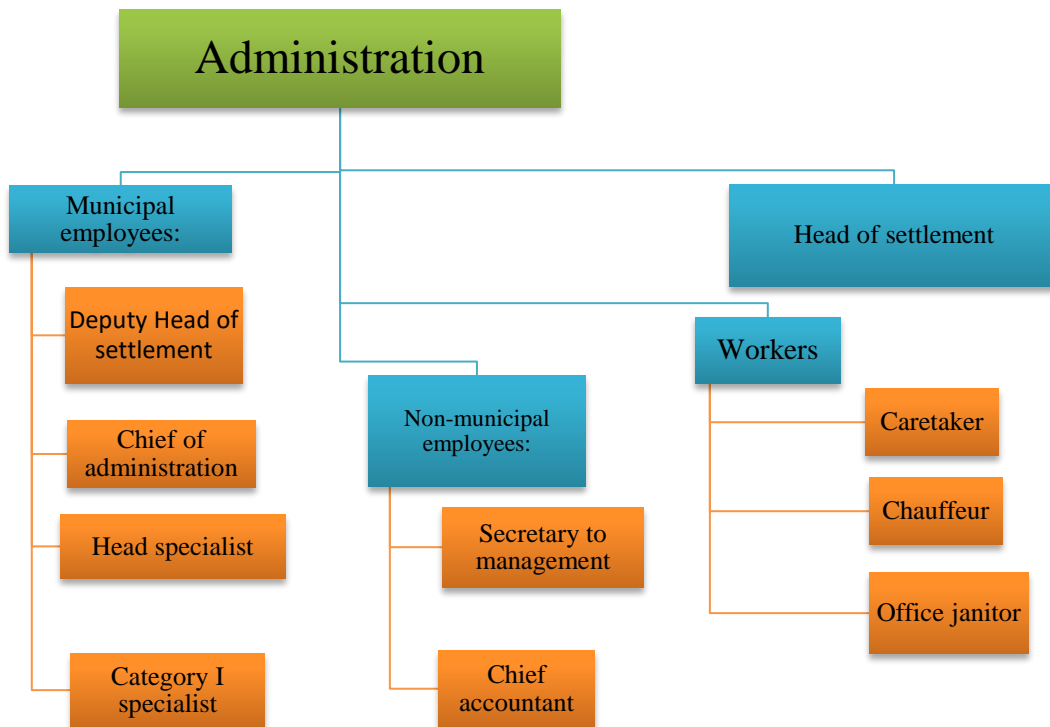 Administration
Municipal
employees:
Deputy Head of
settlement
Chief of
administration
Head specialist
Category I
specialist
Non-municipal
employees:
Secretary to
management
Chief
accountant
Head of settlement
Workers
Caretaker
Chauffeur
Office janitor